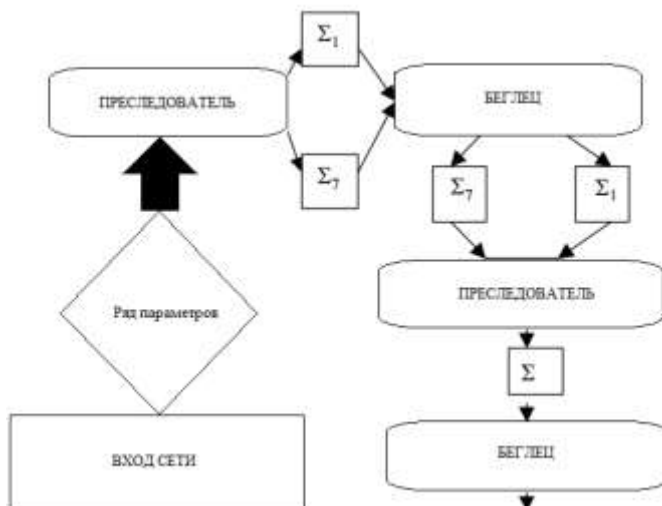 Σ1
ПРЕСЛЕДОВАТЕЛЬ
БЕГЛЕЦ
Σ7
Σ7
Σ1
ПРЕСЛЕДОВАТЕЛЬ
Ряд параметров
Σ
ВХОД СЕТИ
БЕГЛЕЦ